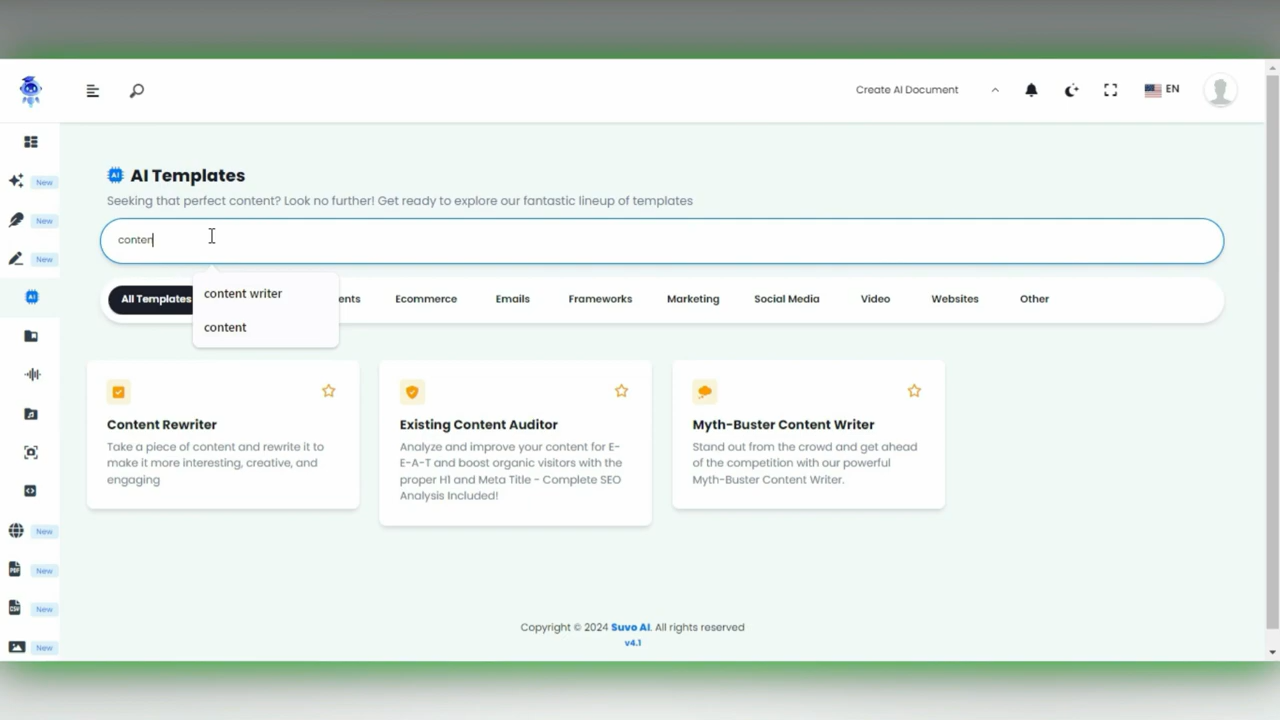 Create AI Document
EN
New
New
New
AI
AI AI Templates
Seeking that perfect content? Look no further! Get ready to explore our fantastic lineup of templates
conten
content writer
content
All Templates
ents
Ecommerce
Emails
Frameworks
Marketing
Social Media
Video
Websites
Other
Content Rewriter
Take a piece of content and rewrite it to
make it more interesting, creative, and
engaging
Existing Content Auditor
Analyze and improve your content for E-
E-A-T and boost organic visitors with the
proper H1 and Meta Title - Complete SEO
Analysis Included!
Myth-Buster Content Writer
Stand out from the crowd and get ahead
of the competition with our powerful
Myth-Buster Content Writer.
New
PDF New
CSV New
New
Copyright © 2024 Suvo AI. All rights reserved
v4.1